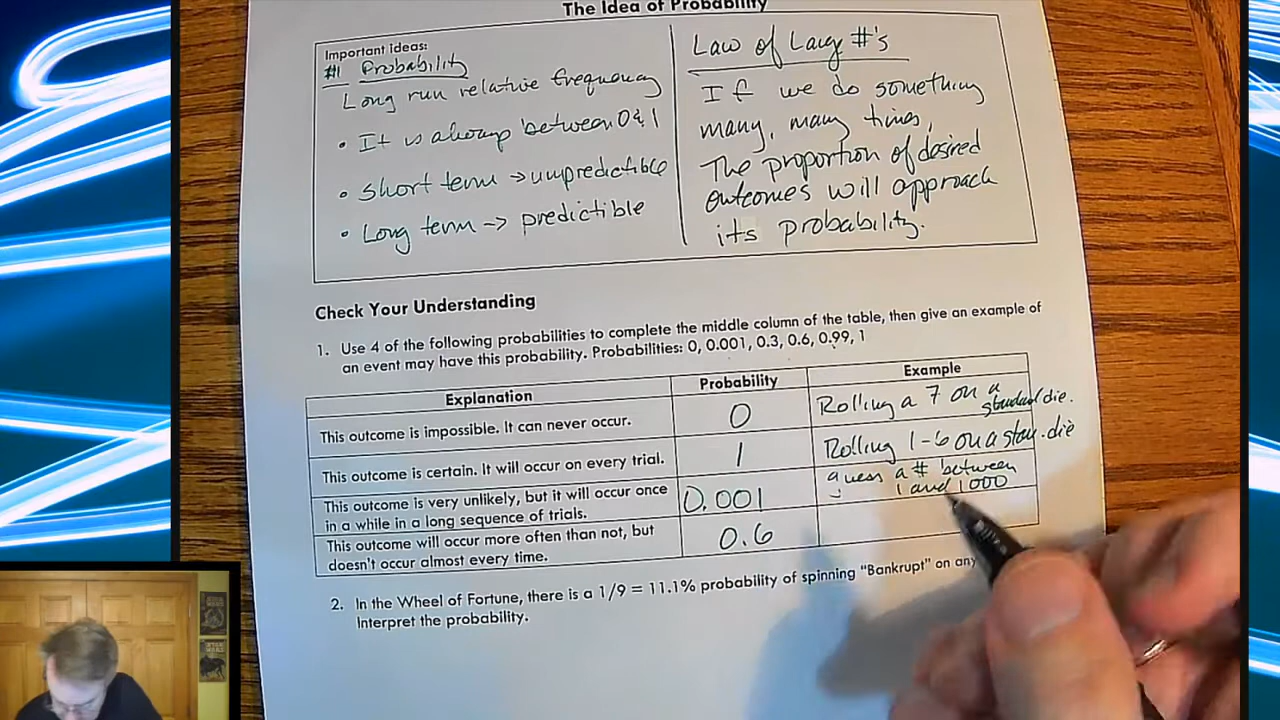 The Idea of Probability
Important ideas:
#1 Probability
Long run relative frequency
• It is always between 0 & 1
• short term → unpredictible
• Long term → predictible
Law of Large #'s
If we do something
many, many times,
The proportion of desired
outcomes will approach
its probability.
Check Your Understanding
1. Use 4 of the following probabilities to complete the middle column of the table, then give an example of
an event may have this probability. Probabilities: 0, 0.001, 0.3, 0.6, 0.99, 1
Explanation
Probability
Example
This outcome is impossible. It can never occur.
0
Rolling a 7 on a
standard die.
This outcome is certain. It will occur on every trial.
1
Rolling 1-6 on a stan. die
This outcome is very unlikely, but it will occur once
in a while in a long sequence of trials.
0.001
guess a # between
1 and 1000
This outcome will occur more often than not, but
doesn't occur almost every time.
0.6
2. In the Wheel of Fortune, there is a 1/9 = 11.1% probability of spinning "Bankrupt" on any
Interpret the probability.